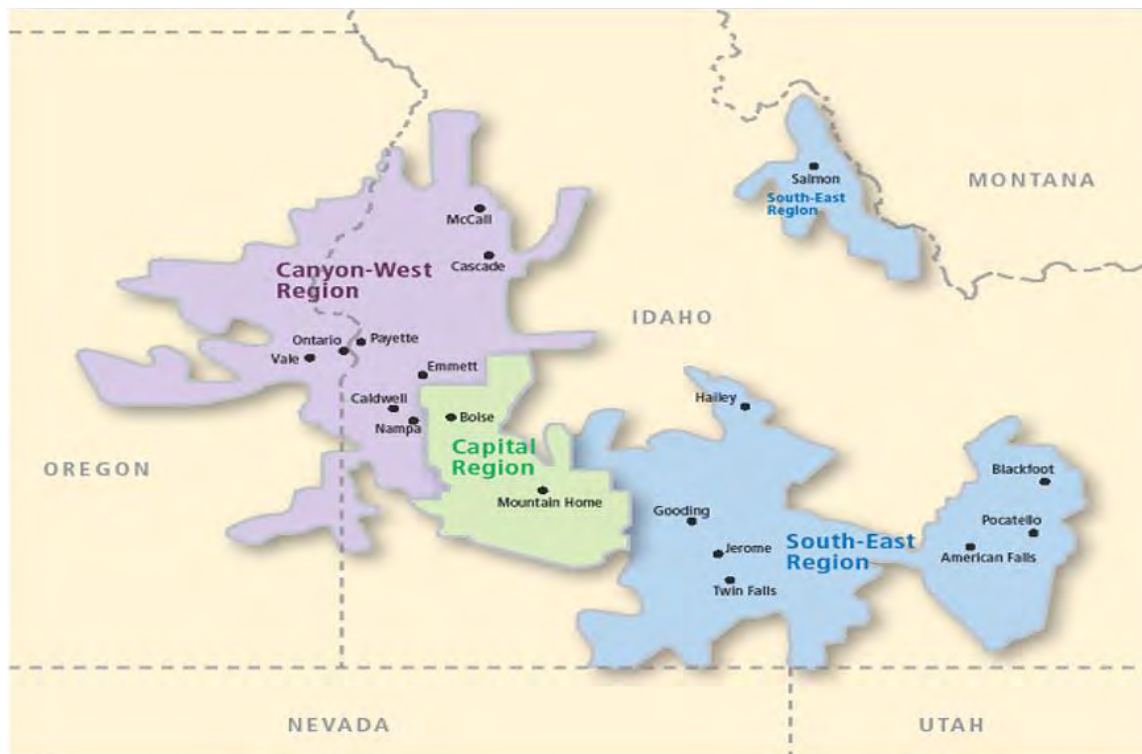 Salmon
South-East
Region
MONTANA
McCall
Canyon-West
Region
Cascade
IDAHO
Ontario
Payette
Vale
Emmett
Caldwell
Nampa
Boise
Hailey
Capital
Region
OREGON
Mountain Home
Blackfoot
Gooding
Pocatello
South-East
Region
Jerome
American Falls
Twin Falls
NEVADA
UTAH